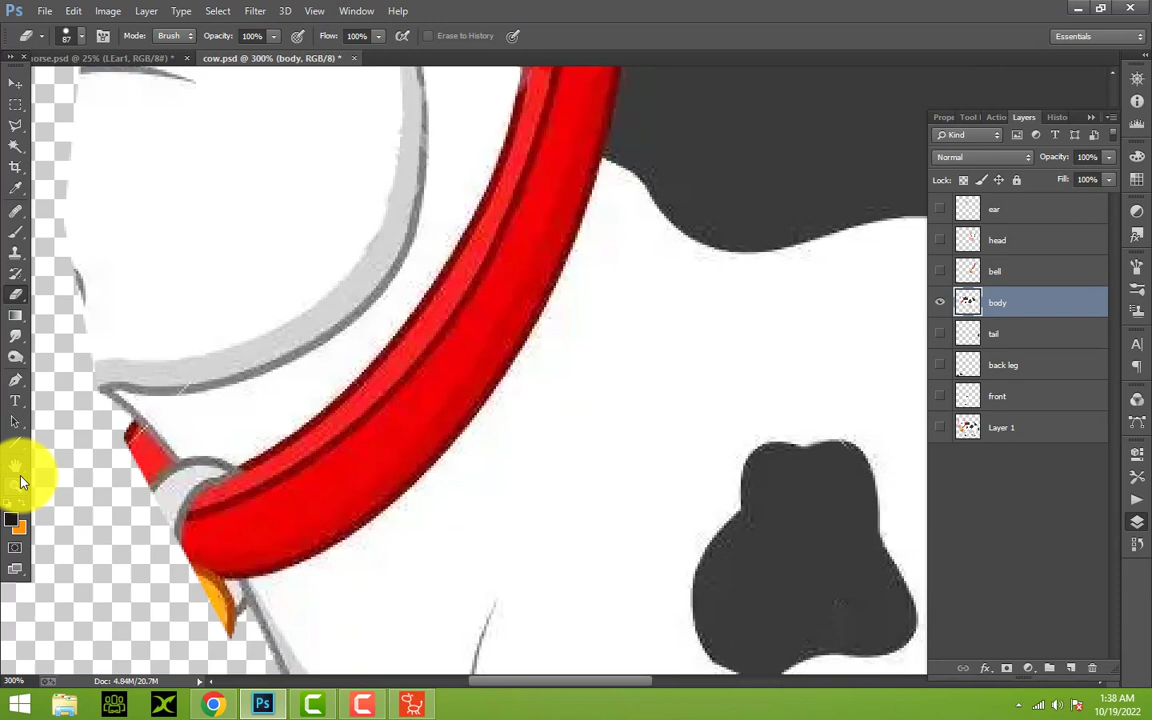 Ps File Edit Image Layer Type Select Filter 3D View Window Help
87 Mode: Brush Opacity: 100% Flow: 100% Erase to History Essentials
horse.psd @ 25% (LEar1, RGB/8#) * × cow.psd @ 300% (body, RGB/8) * ×
Prope Tool I Actio Layers Histo
Kind
Normal Opacity: 100%
Lock: Fill: 100%
ear
head
bell
body
tail
back leg
front
Layer 1
300% Doc: 4.84M/20.7M
Ps
1:38 AM
10/19/2022